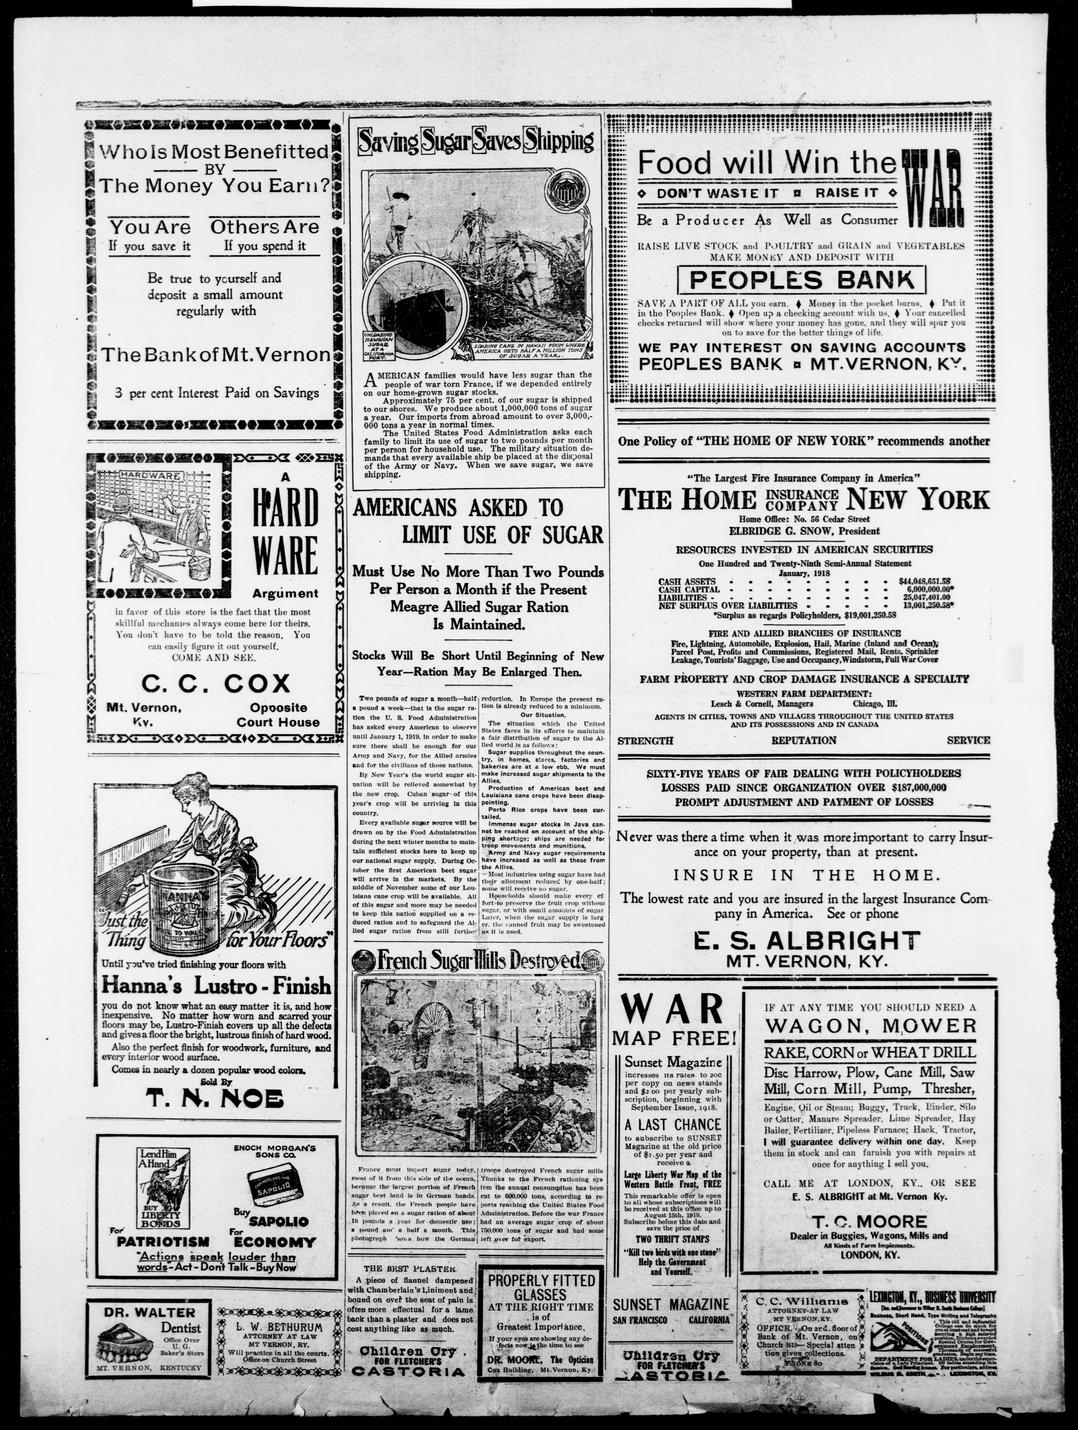 Who Is Most Benefitted
BY
The Money You Earn?
You Are
If you save it
Others Are
If you spend it
Be true to yourself and
deposit a small amount
regularly with
The Bank of Mt. Vernon
3 per cent Interest Paid on Savings
HARDWARE
A
HARD
WARE
Argument
in favor of this store is the fact that the most
skillful mechanics always come here for theirs.
You don't have to be told the reason. You
can easily figure it out yourself.
COME AND SEE.
C. C. COX
Mt. Vernon,
Ky.
Opposite
Court House
HANNA'S
"Just the
Thing
for Your Floors"
Until you've tried finishing your floors with
Hanna's Lustro-Finish
you do not know what an easy matter it is, and how
inexpensive. No matter how worn and scarred your
floors may be, Lustro-Finish covers up all the defects
and gives a floor the bright, lustrous finish of hard wood.
Also the perfect finish for woodwork, furniture, and
every interior wood surface.
Comes in nearly a dozen popular wood colors.
Sold By
T. N. NOE
Lend Him
A Hand
BUY
LIBERTY
BONDS
For
PATRIOTISM
ENOCH MORGAN'S
SONS CO.
SAPOLIO
Buy
SAPOLIO
For
ECONOMY
"Actions speak louder than
words-Act-Don't Talk-Buy Now
DR. WALTER
Dentist
Office Over
U. G.
Baker's Store
MT. VERNON, KENTUCKY
L. W. BETHURUM
ATTORNEY AT LAW
MT. VERNON, KY.
Will practice in all the courts.
Office on Church Street
Saving Sugar Saves Shipping
UNLOADING
HAWAIIAN
SUGAR
AT A
CALIFORNIA
PORT.
LOADING CANE IN HAWAII FROM WHERE
AMERICA GETS HALF A MILLION TONS
OF SUGAR A YEAR.
AMERICAN families would have less sugar than the
people of war torn France, if we depended entirely
on our home-grown sugar stocks.
Approximately 75 per cent. of our sugar is shipped
to our shores. We produce about 1,000,000 tons of sugar
a year. Our imports from abroad amount to over 3,000,-
000 tons a year in normal times.
The United States Food Administration asks each
family to limit its use of sugar to two pounds per month
per person for household use. The military situation de-
mands that every available ship be placed at the disposal
of the Army or Navy. When we save sugar, we save
shipping.
AMERICANS ASKED TO
LIMIT USE OF SUGAR
Must Use No More Than Two Pounds
Per Person a Month if the Present
Meagre Allied Sugar Ration
Is Maintained.
Stocks Will Be Short Until Beginning of New
Year—Ration May Be Enlarged Then.
Two pounds of sugar a month—half
a pound a week—that is the sugar ra-
tion the U. S. Food Administration
has asked every American to observe
until January 1, 1919, in order to make
sure there shall be enough for our
Army and Navy, for the Allied armies
and for the civilians of those nations.
By New Year's the world sugar sit-
uation will be relieved somewhat by
the new crop. Cuban sugar of this
year's crop will be arriving in this
country.
Every available sugar source will be
drawn on by the Food Administration
during the next winter months to main-
tain sufficient stocks here to keep up
our national sugar supply. During Oc-
tober the first American beet sugar
will arrive in the markets. By the
middle of November some of our Lou-
isiana cane crop will be available. All
of this sugar and more may be needed
to keep this nation supplied on a re-
duced ration and to safeguard the Al-
lied sugar ration from still further
reduction. In Europe the present ra-
tion is already reduced to a minimum.
Our Situation.
The situation which the United
States faces in its efforts to maintain
a fair distribution of sugar to the Al-
lied world is as follows:
Sugar supplies throughout the coun-
try, in homes, stores, factories and
bakeries are at a low ebb. We must
make increased sugar shipments to the
Allies.
Production of American beet and
Louisiana cane crops have been disap-
pointing.
Porto Rico crops have been cur-
tailed.
Immense sugar stocks in Java can-
not be reached on account of the ship-
ping shortage; ships are needed for
troop movements and munitions.
Army and Navy sugar requirements
have increased as well as those from
the Allies.
Most industries using sugar have had
their allotment reduced by one-half;
some will receive no sugar.
Households should make every ef-
fort to preserve the fruit crop without
sugar, or with small amounts of sugar
Later, when the sugar supply is larg
er, the canned fruit may be sweetened
as it is used.
French Sugar Mills Destroyed
France must import sugar today,
most of it from this side of the ocean,
because the largest portion of French
sugar beet land is in German hands.
As a result, the French people have
been placed on a sugar ration of about
18 pounds a year for domestic use;
a pound and a half a month. This
photograph shows how the German
troops destroyed French sugar mills
Thanks to the French rationing sys
tem the annual consumption has been
cut to 600,000 tons, according to re-
ports reaching the United States Food
Administration. Before the war France
had an average sugar crop of about
750,000 tons of sugar and had some
left over for export.
THE BEST PLASTER.
A piece of flannel dampened
with Chamberlain's Liniment and
bound on over the seat of pain is
often more effectual for a lame
back than a plaster and does not
cost anything like as much.
Children Cry
FOR FLETCHER'S
CASTORIA
PROPERLY FITTED
GLASSES
AT THE RIGHT TIME
is of
Greatest Importance.
If your eyes are showing any de-
fects now is the time to see
DR. MOORE, The Optician
Cox Building, Mt. Vernon, Ky.
Food will Win the WAR
DON'T WASTE IT RAISE IT
Be a Producer As Well as Consumer
RAISE LIVE STOCK and POULTRY and GRAIN and VEGETABLES
MAKE MONEY AND DEPOSIT WITH
PEOPLES BANK
SAVE A PART OF ALL you earn. Money in the pocket burns. Put it
in the Peoples Bank. Open up a checking account with us. Your cancelled
checks returned will show where your money has gone, and they will spur you
on to save for the better things of life.
WE PAY INTEREST ON SAVING ACCOUNTS
PEOPLES BANK MT. VERNON, KY.
One Policy of "THE HOME OF NEW YORK" recommends another
"The Largest Fire Insurance Company in America"
THE HOME INSURANCE COMPANY NEW YORK
Home Office: No. 56 Cedar Street
ELBRIDGE G. SNOW, President
RESOURCES INVESTED IN AMERICAN SECURITIES
One Hundred and Twenty-Ninth Semi-Annual Statement
January, 1918
CASH ASSETS - - - - - $44,048,651.58
CASH CAPITAL - - - - - 6,000,000.00*
LIABILITIES - - - - - 25,047,401.00
NET SURPLUS OVER LIABILITIES - - - - - 13,001,250.58*
*Surplus as regards Policyholders, $19,001,250.58
FIRE AND ALLIED BRANCHES OF INSURANCE
Fire, Lightning, Automobile, Explosion, Hail, Marine (Inland and Ocean),
Parcel Post, Profits and Commissions, Registered Mail, Rents, Sprinkler
Leakage, Tourists' Baggage, Use and Occupancy, Windstorm, Full War Cover
FARM PROPERTY AND CROP DAMAGE INSURANCE A SPECIALTY
WESTERN FARM DEPARTMENT:
Lesch & Cornell, Managers Chicago, Ill.
AGENTS IN CITIES, TOWNS AND VILLAGES THROUGHOUT THE UNITED STATES
AND ITS POSSESSIONS AND IN CANADA
STRENGTH REPUTATION SERVICE
SIXTY-FIVE YEARS OF FAIR DEALING WITH POLICYHOLDERS
LOSSES PAID SINCE ORGANIZATION OVER $187,000,000
PROMPT ADJUSTMENT AND PAYMENT OF LOSSES
Never was there a time when it was more important to carry Insur-
ance on your property, than at present.
INSURE IN THE HOME.
The lowest rate and you are insured in the largest Insurance Com-
pany in America. See or phone
E. S. ALBRIGHT
MT. VERNON, KY.
WAR
MAP FREE!
Sunset Magazine
increases its rates to 20c
per copy on news stands
and $2 00 per yearly sub-
scription, beginning with
September Issue, 1918.
A LAST CHANCE
to subscribe to SUNSET
Magazine at the old price
of $1.50 per year and
receive a
Large Liberty War Map of the
Western Battle Front, FREE
This remarkable offer is open
to all whose subscriptions will
be received at this office up to
August 15th, 1918.
Subscribe before this date and
save the price of
TWO THRIFT STAMPS
"Kill two birds with one stone"
Help the Government
and Yourself.
SUNSET MAGAZINE
SAN FRANCISCO CALIFORNIA
Children Cry
FOR FLETCHER'S
CASTORIA
IF AT ANY TIME YOU SHOULD NEED A
WAGON, MOWER
RAKE, CORN or WHEAT DRILL
Disc Harrow, Plow, Cane Mill, Saw
Mill, Corn Mill, Pump, Thresher,
Engine, Oil or Steam; Buggy, Truck, Binder, Silo
or Cutter, Manure Spreader, Lime Spreader, Hay
Bailer, Fertilizer, Pipeless Furnace; Hack, Tractor,
I will guarantee delivery within one day. Keep
them in stock and can furnish you with repairs at
once for anything I sell you.
CALL ME AT LONDON, KY., OR SEE
E. S. ALBRIGHT at Mt. Vernon Ky.
T. C. MOORE
Dealer in Buggies, Wagons, Mills and
All Kinds of Farm Implements.
LONDON, KY.
C. C. Williams
ATTORNEY-AT LAW
MT. VERNON, KY.
OFFICE, On 2nd. floor of
Bank of Mt. Vernon, on
Church St. Special atten
tion given collections.
PHONE 80
LEXINGTON, KY., BUSINESS UNIVERSITY
Business, Short Hand, Type Writing and Telegraphy
POSITIONS
WILBUR R. SMITH LEXINGTON, KY.